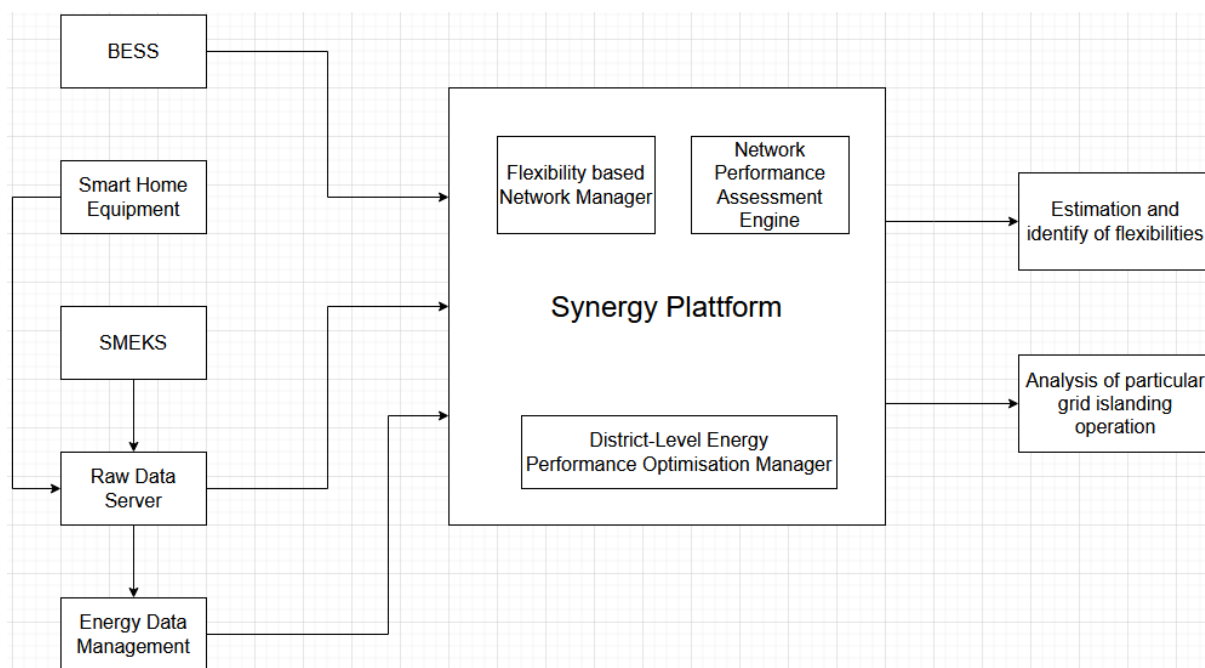 BESS
Smart Home
Equipment
SMEKS
Raw Data
Server
Energy Data
Management
Flexibility based
Network Manager
Network
Performance
Assessment
Engine
Synergy Plattform
District-Level Energy
Performance Optimisation Manager
Estimation and
identify of flexibilities
Analysis of particular
grid islanding
operation